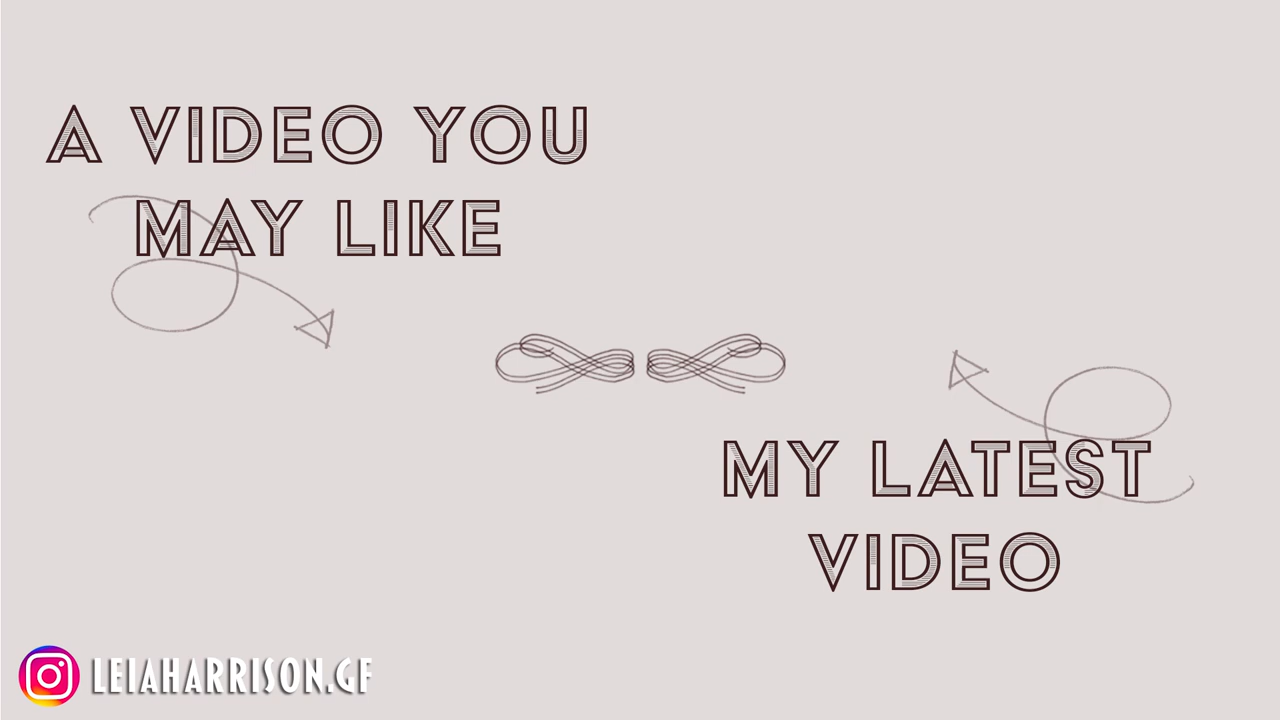 A VIDEO YOU
MAY LIKE
MY LATEST
VIDEO
LEIAHARRISON.GF